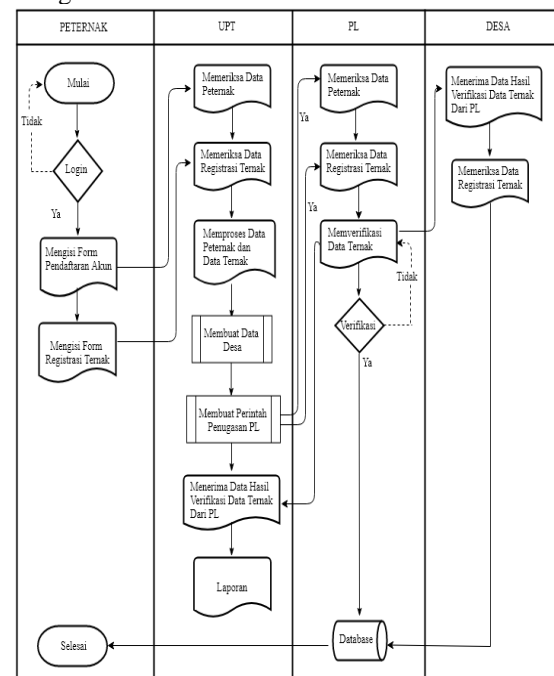 PETERNAK
UPT
PL
DESA
Mulai
Tidak
Login
Ya
Mengisi Form
Pendaftaran Akun
Mengisi Form
Registrasi Ternak
Selesai
Memeriksa Data
Peternak
Memeriksa Data
Registrasi Ternak
Memproses Data
Peternak dan
Data Ternak
Membuat Data
Desa
Membuat Perintah
Penugasan PL
Menerima Data Hasil
Verifikasi Data Ternak
Dari PL
Laporan
Ya
Ya
Memeriksa Data
Peternak
Memeriksa Data
Registrasi Ternak
Memverifikasi
Data Ternak
Tidak
Verifikasi
Ya
Database
Menerima Data Hasil
Verifikasi Data Ternak
Dari PL
Memeriksa Data
Registrasi Ternak